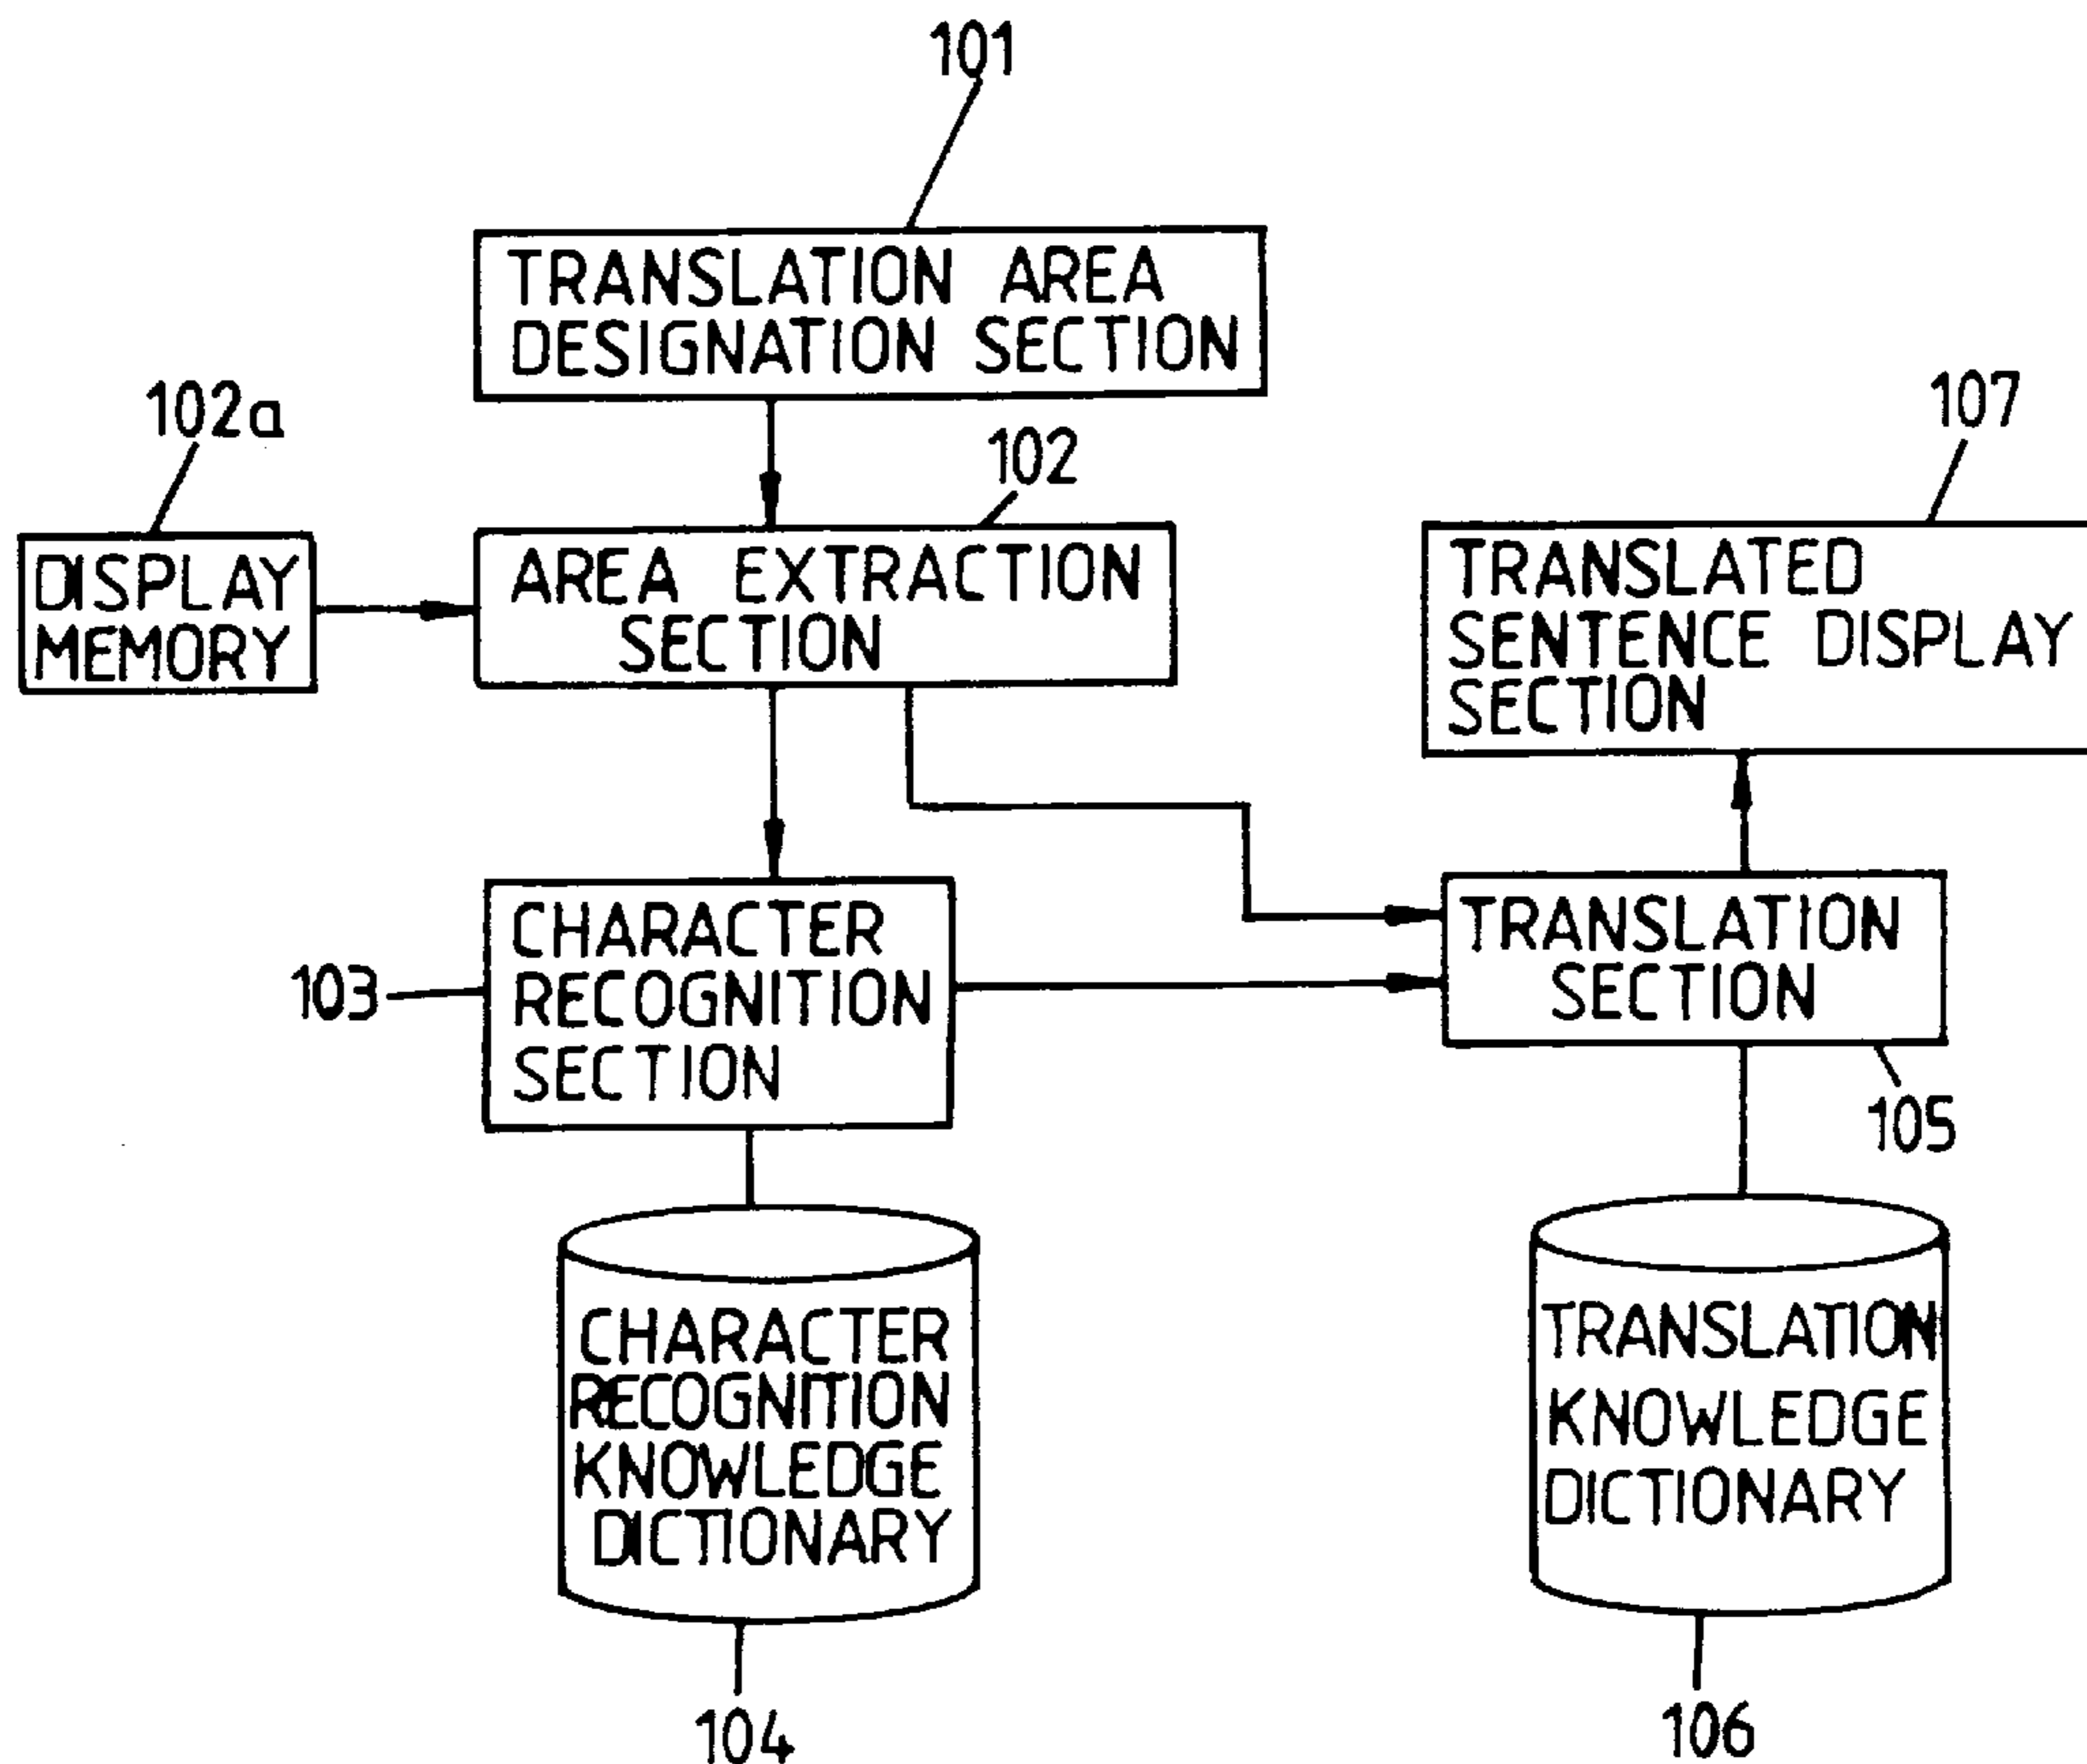 101
TRANSLATION AREA
DESIGNATION SECTION
102a
102
107
DISPLAY
MEMORY
AREA EXTRACTION
SECTION
TRANSLATED
SENTENCE DISPLAY
SECTION
103
CHARACTER
RECOGNITION
SECTION
TRANSLATION
SECTION
105
CHARACTER
RECOGNITION
KNOWLEDGE
DICTIONARY
TRANSLATION
KNOWLEDGE
DICTIONARY
104
106